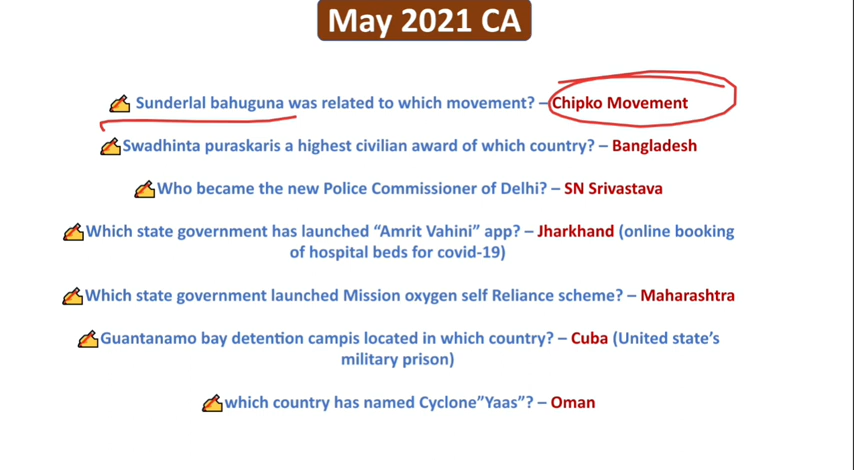 May 2021 CA
Sunderlal bahuguna was related to which movement? – Chipko Movement
Swadhinta puraskaris a highest civilian award of which country? – Bangladesh
Who became the new Police Commissioner of Delhi? – SN Srivastava
Which state government has launched “Amrit Vahini” app? – Jharkhand (online booking
of hospital beds for covid-19)
Which state government launched Mission oxygen self Reliance scheme? – Maharashtra
Guantanamo bay detention campis located in which country? – Cuba (United state’s
military prison)
which country has named Cyclone”Yaas”? – Oman